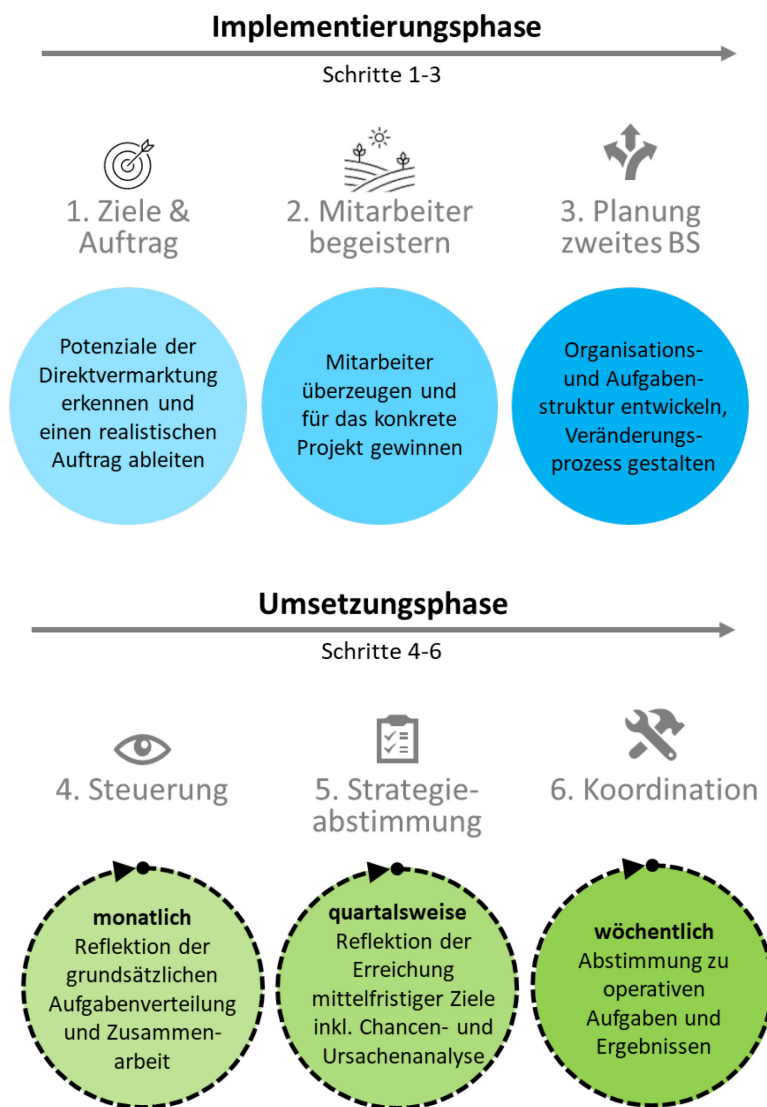 Implementierungsphase
Schritte 1-3
1. Ziele &
Auftrag
2. Mitarbeiter
begeistern
3. Planung
zweites BS
Potenziale der
Direktvermarktung
erkennen und
einen realistischen
Auftrag ableiten
Mitarbeiter
überzeugen und
für das konkrete
Projekt gewinnen
Organisations-
und Aufgaben-
struktur entwickeln,
Veränderungs-
prozess gestalten
Umsetzungsphase
Schritte 4-6
4. Steuerung
5. Strategie-
abstimmung
6. Koordination
monatlich
Reflektion der
grundsätzlichen
Aufgabenverteilung
und Zusammen-
arbeit
quartalsweise
Reflektion der
Erreichung
mittelfristiger Ziele
inkl. Chancen- und
Ursachenanalyse
wöchentlich
Abstimmung zu
operativen
Aufgaben und
Ergebnissen